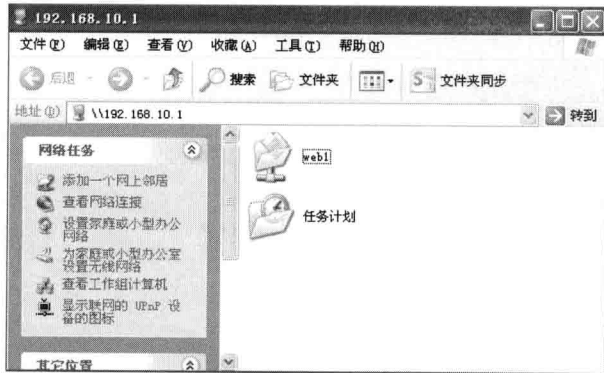 192.168.10.1
文件(F) 编辑(E) 查看(V) 收藏(A) 工具(T) 帮助(H)
后退 搜索 文件夹 S 文件夹同步
地址(D) \\192.168.10.1 转到
网络任务
添加一个网上邻居
查看网络连接
设置家庭或小型办公
网络
为家庭或小型办公室
设置无线网络
查看工作组计算机
显示联网的 UPnP 设
备的图标
其它位置
web1
任务计划